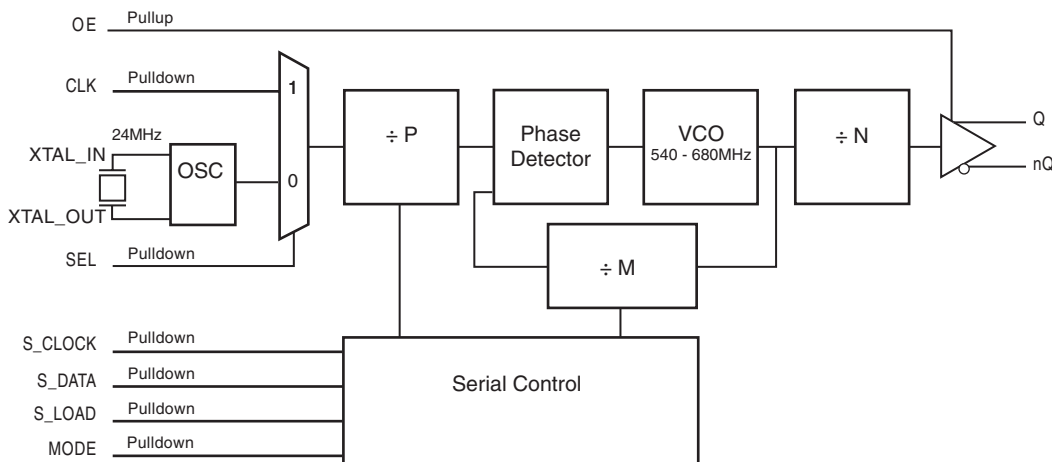 OE Pullup
CLK Pulldown
1
24MHz
XTAL_IN
OSC
XTAL_OUT
0
SEL Pulldown
÷ P
Phase
Detector
VCO
540 - 680MHz
÷ N
Q
nQ
÷ M
S_CLOCK Pulldown
S_DATA Pulldown
S_LOAD Pulldown
MODE Pulldown
Serial Control